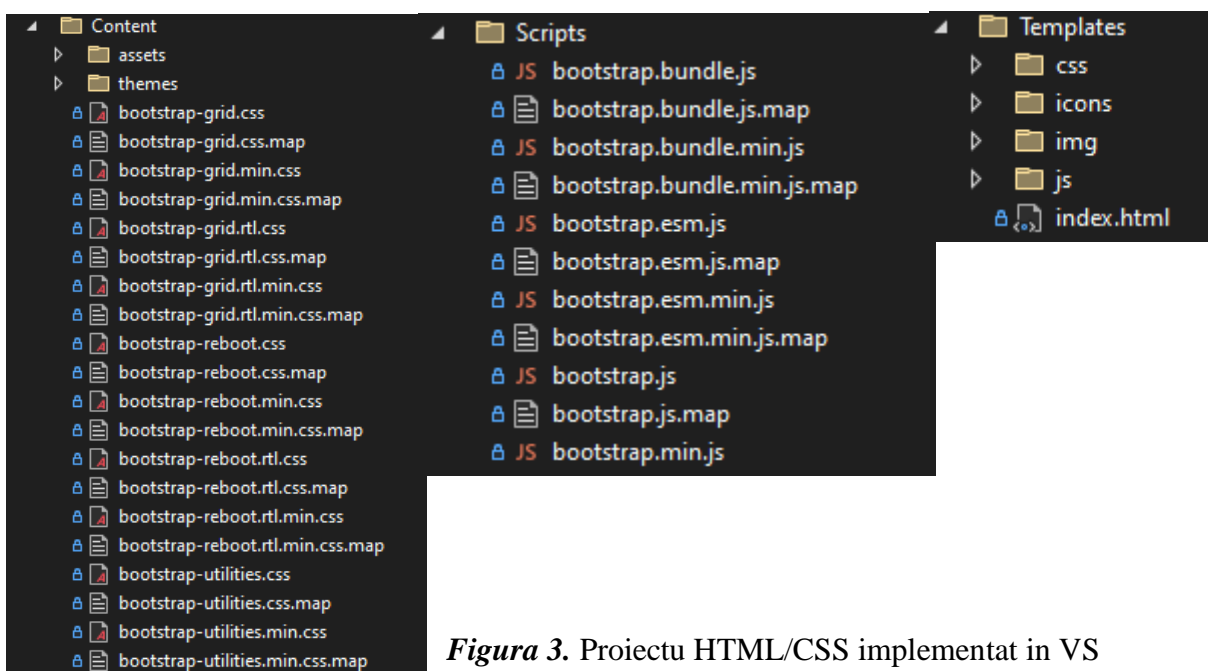 Content
assets
themes
bootstrap-grid.css
bootstrap-grid.css.map
bootstrap-grid.min.css
bootstrap-grid.min.css.map
bootstrap-grid.rtl.css
bootstrap-grid.rtl.css.map
bootstrap-grid.rtl.min.css
bootstrap-grid.rtl.min.css.map
bootstrap-reboot.css
bootstrap-reboot.css.map
bootstrap-reboot.min.css
bootstrap-reboot.min.css.map
bootstrap-reboot.rtl.css
bootstrap-reboot.rtl.css.map
bootstrap-reboot.rtl.min.css
bootstrap-reboot.rtl.min.css.map
bootstrap-utilities.css
bootstrap-utilities.css.map
bootstrap-utilities.min.css
bootstrap-utilities.min.css.map
Scripts
JS bootstrap.bundle.js
bootstrap.bundle.js.map
JS bootstrap.bundle.min.js
bootstrap.bundle.min.js.map
JS bootstrap.esm.js
bootstrap.esm.js.map
JS bootstrap.esm.min.js
bootstrap.esm.min.js.map
JS bootstrap.js
bootstrap.js.map
JS bootstrap.min.js
Templates
css
icons
img
js
index.html
Figura 3. Proiectu HTML/CSS implementat in VS